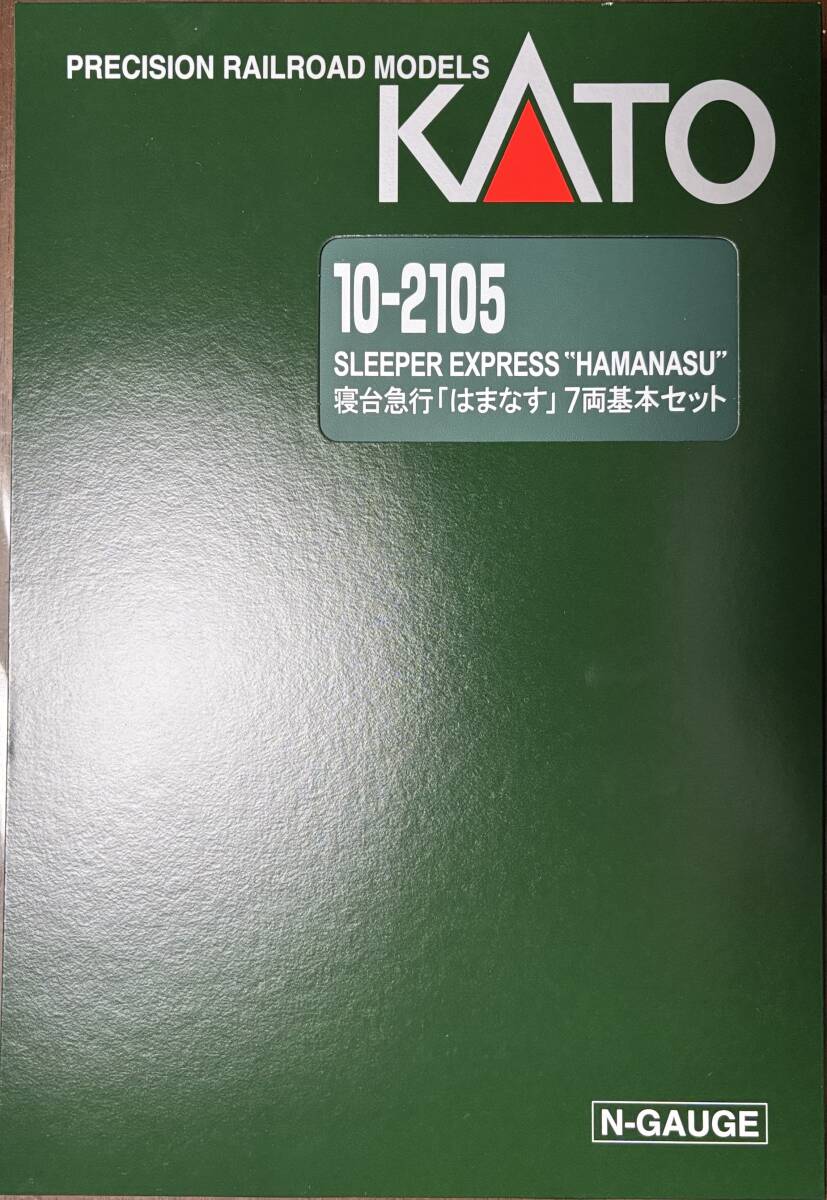 PRECISION RAILROAD MODELS
KATO
10-2105
SLEEPER EXPRESS "HAMANASU"
寝台急行「はまなす」7両基本セット
N-GAUGE